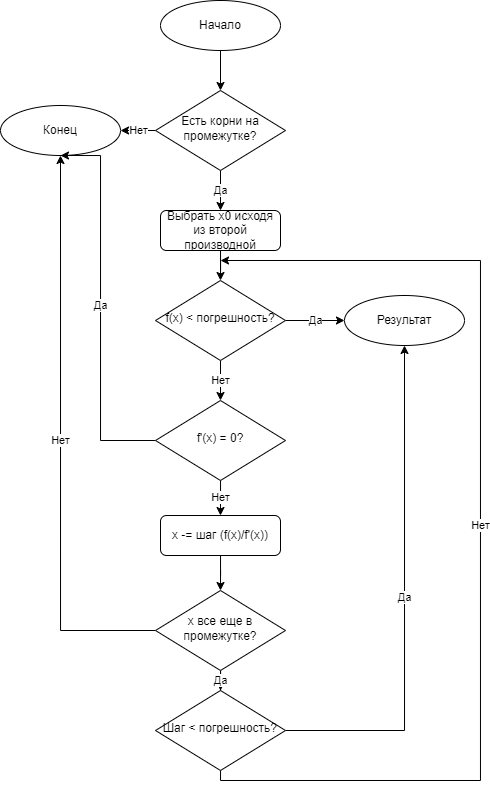 Начало
Есть корни на
промежутке?
Нет
Конец
Да
Выбрать x0 исходя
из второй
производной
f(x) < погрешность?
Да
Результат
Нет
Да
f'(x) = 0?
Нет
Нет
x -= шаг (f(x)/f'(x))
Нет
Да
x все еще в
промежутке?
Да
Шаг < погрешность?